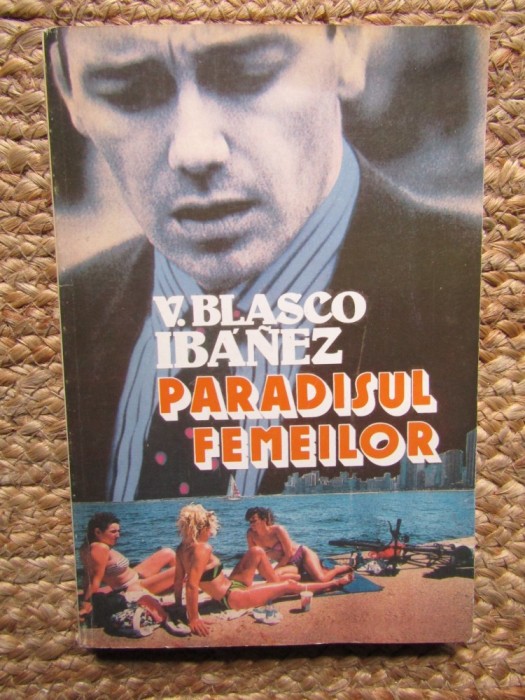 V. BLASCO
IBÁÑEZ
PARADISUL
FEMEILOR